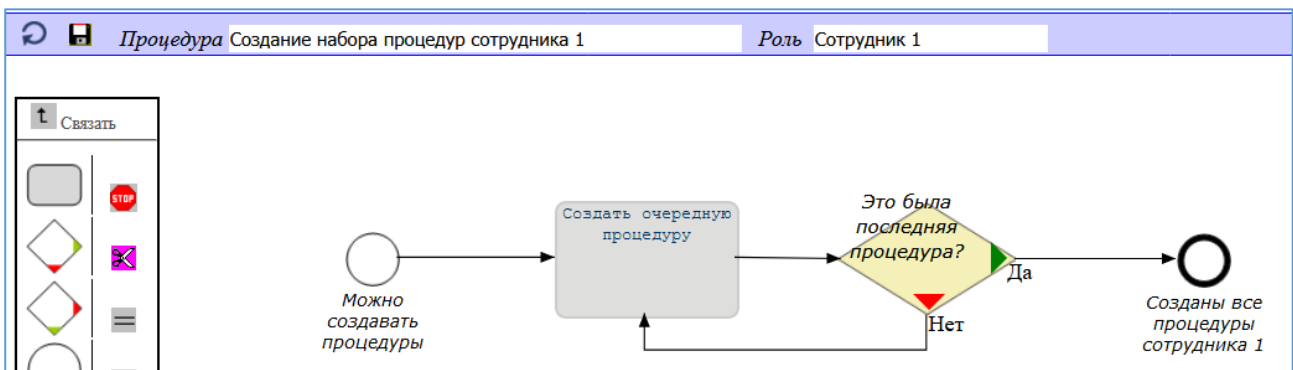 Процедура Создание набора процедур сотрудника 1 Роль Сотрудник 1
t Связать
STOP
Можно
создавать
процедуры
Создать очередную
процедуру
Это была
последняя
процедура?
Да
Нет
Созданы все
процедуры
сотрудника 1